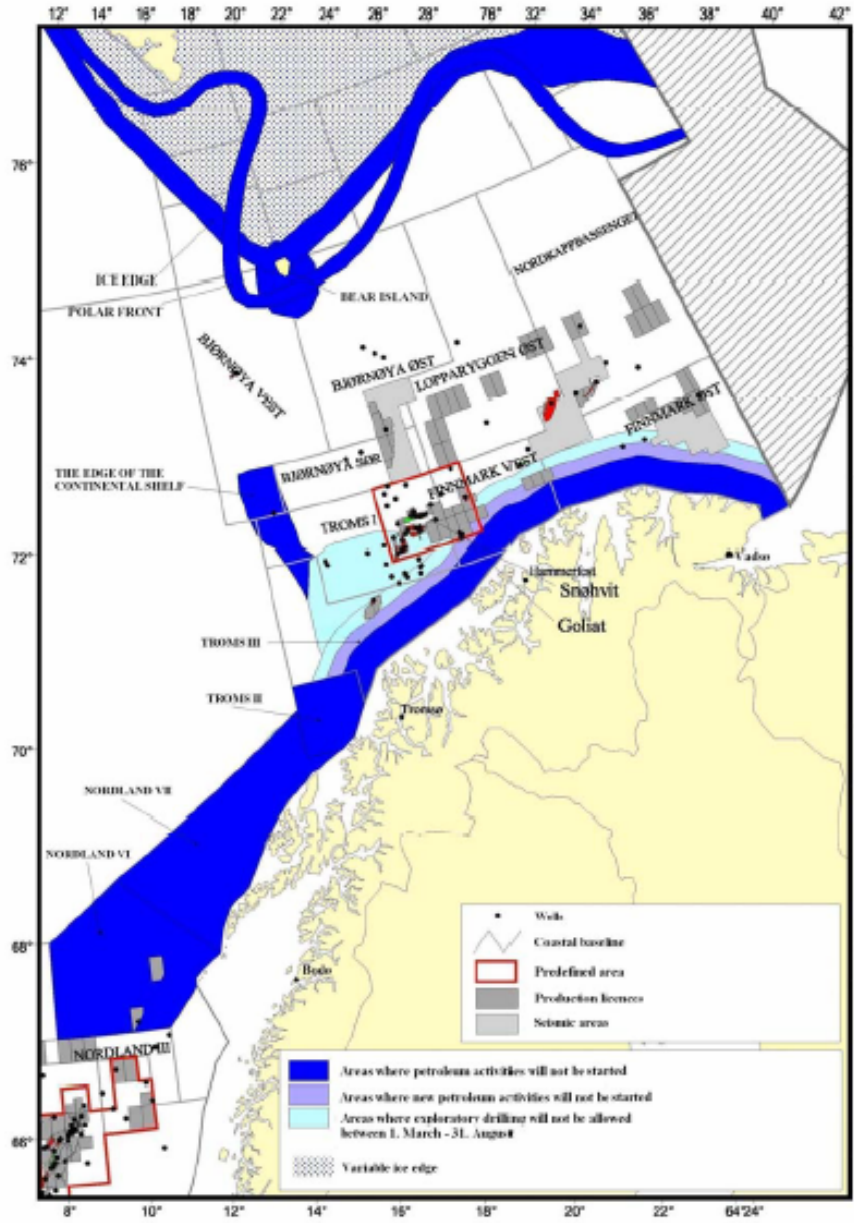 12° 14° 16° 18° 20° 22° 24° 26° 28° 76° 34° 36° 38° 40° 42°
76°
ICE EDGE
POLAR FRONT
BEAR ISLAND
NORDKAPPBASSENGET
74°
BJØRNØYA VEST
BJØRNØYA ØST
LOPPARYGGEN ØST
FINNMARK ØST
THE EDGE OF THE
CONTINENTAL SHELF
BJØRNØYA SØR
FINNMARK VEST
TROMS I
72°
Vadsø
Hammerfest
Snøhvit
Goliat
TROMS III
TROMS II
Tromsø
70°
NORDLAND VII
NORDLAND VI
68°
Bodø
NORDLAND III
66°
Wells
Coastal baseline
Predefined area
Production licences
Seismic areas
Areas where petroleum activities will not be started
Areas where new petroleum activities will not be started
Areas where exploratory drilling will not be allowed
between 1. March - 31. August
Variable ice edge
8° 10° 12° 14° 16° 18° 20° 22° 64°24°